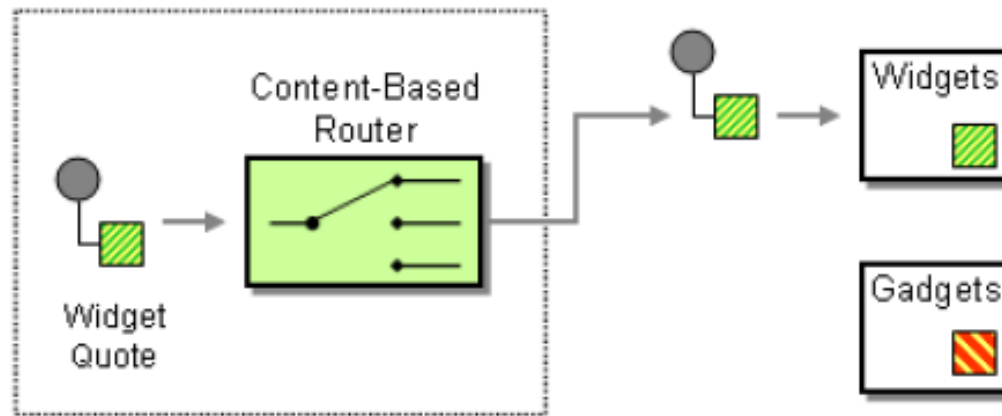 Content-Based
Router
Widget
Quote
Widgets
Gadgets